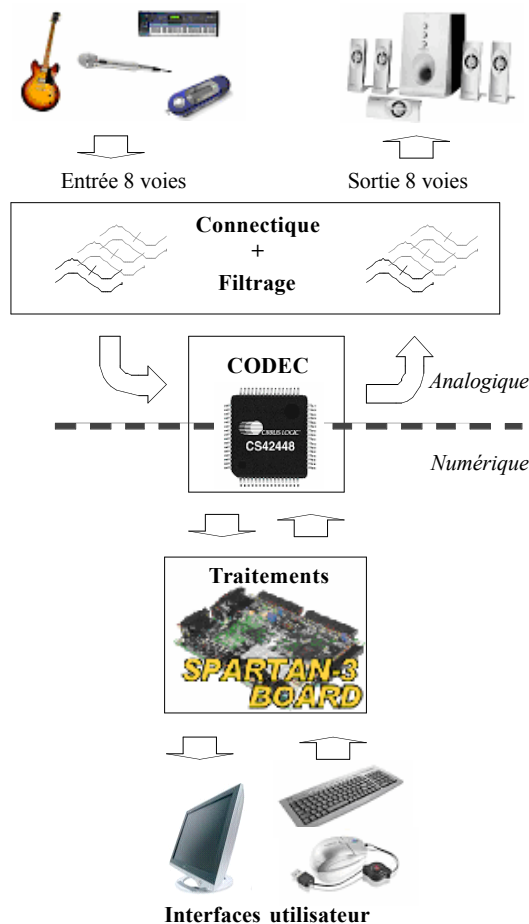 Entrée 8 voies
Sortie 8 voies
Connectique
+
Filtrage
CODEC
Analogique
CIRRUS LOGIC
CS42448
Numérique
Traitements
SPARTAN-3
BOARD
Interfaces utilisateur